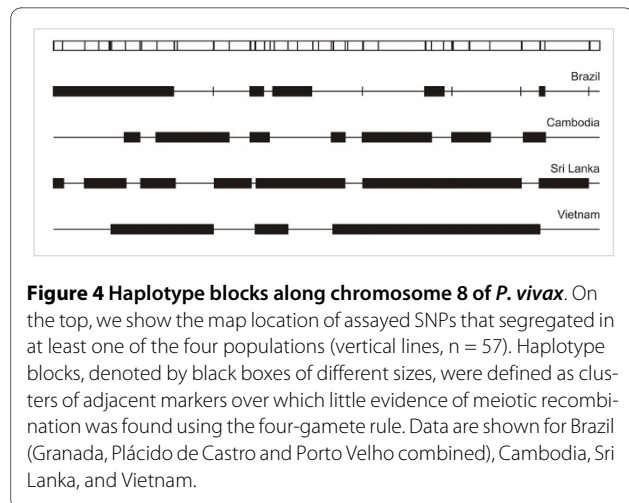 Brazil
Cambodia
Sri Lanka
Vietnam
Figure 4 Haplotype blocks along chromosome 8 of P. vivax. On
the top, we show the map location of assayed SNPs that segregated in
at least one of the four populations (vertical lines, n = 57). Haplotype
blocks, denoted by black boxes of different sizes, were defined as clus-
ters of adjacent markers over which little evidence of meiotic recombi-
nation was found using the four-gamete rule. Data are shown for Brazil
(Granada, Plácido de Castro and Porto Velho combined), Cambodia, Sri
Lanka, and Vietnam.